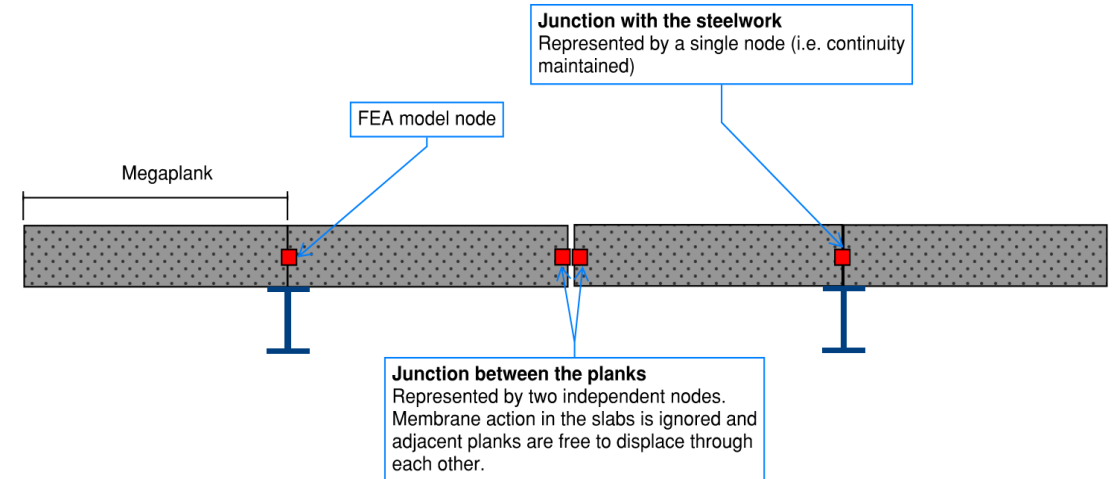 Junction with the steelwork
Represented by a single node (i.e. continuity
maintained)
FEA model node
Megaplank
Junction between the planks
Represented by two independent nodes.
Membrane action in the slabs is ignored and
adjacent planks are free to displace through
each other.